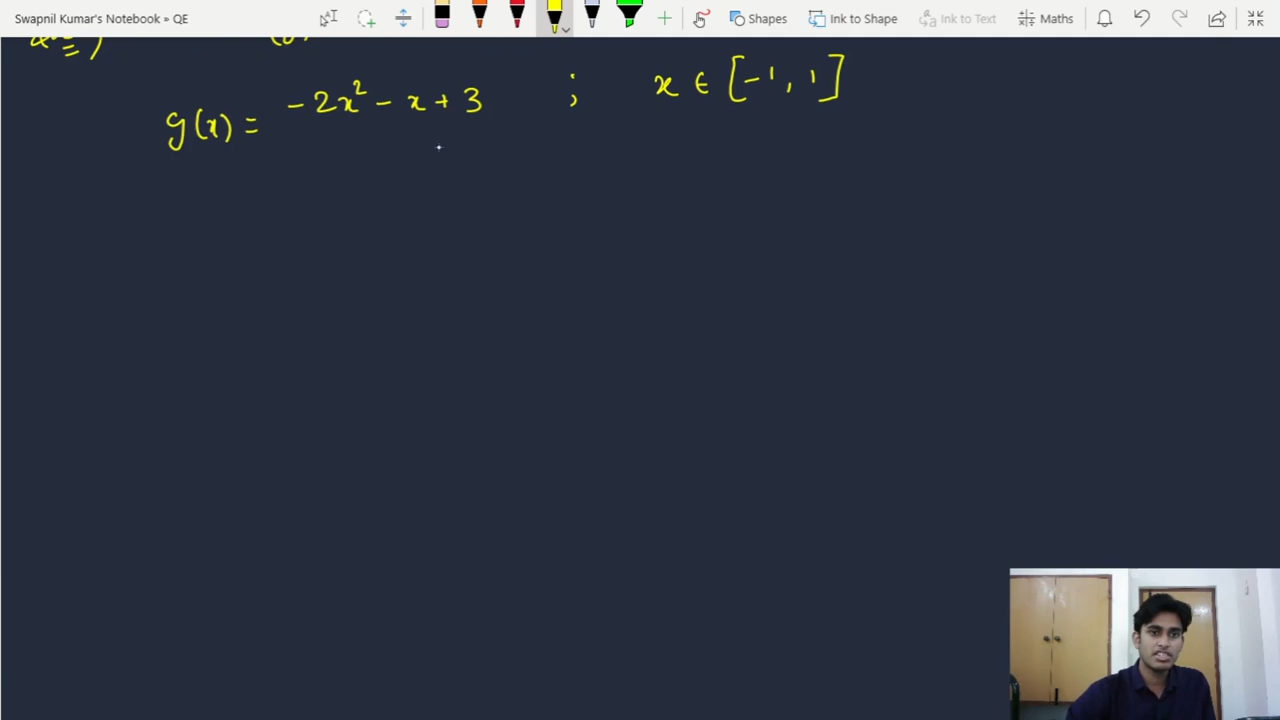 Swapnil Kumar's Notebook » QE
Shapes
Ink to Shape
Ink to Text
Maths
g(x) = -2x² - x + 3 ; x ∈ [-1, 1]